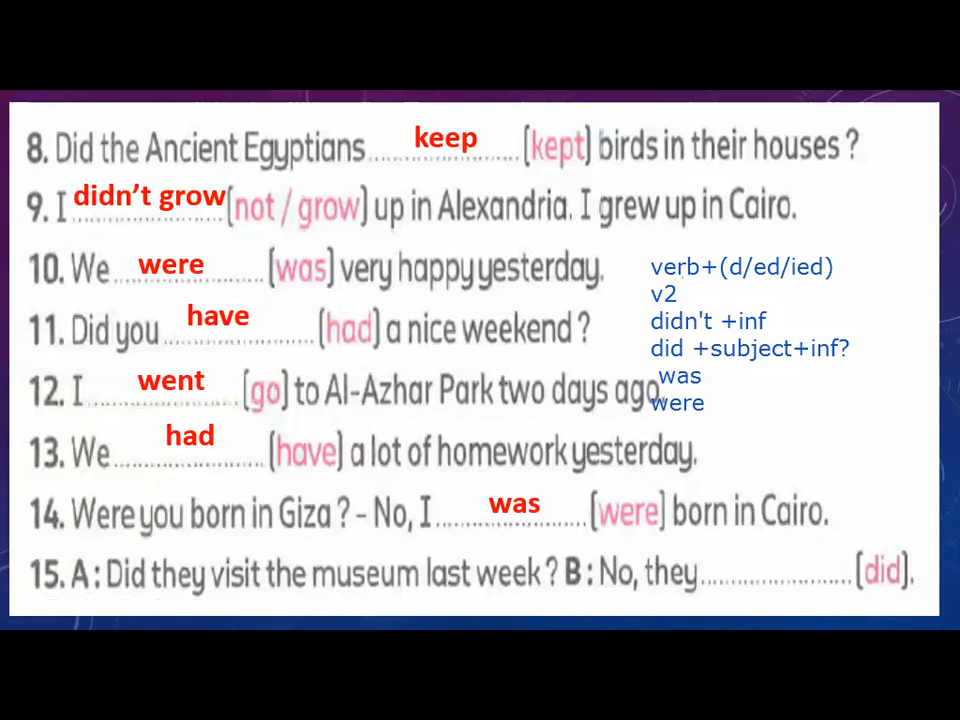 8. Did the Ancient Egyptians ........ keep ........ (kept) birds in their houses ?
9. I didn't grow (not / grow) up in Alexandria. I grew up in Cairo.
10. We ........ were ........ (was) very happy yesterday.
11. Did you ........ have ........ (had) a nice weekend ?
12. I ........ went ........ (go) to Al-Azhar Park two days ago.
13. We ........ had ........ (have) a lot of homework yesterday.
14. Were you born in Giza ? - No, I ........ was ........ (were) born in Cairo.
15. A : Did they visit the museum last week ? B : No, they ........................ (did).
verb+(d/ed/ied)
v2
didn't +inf
did +subject+inf?
was
were